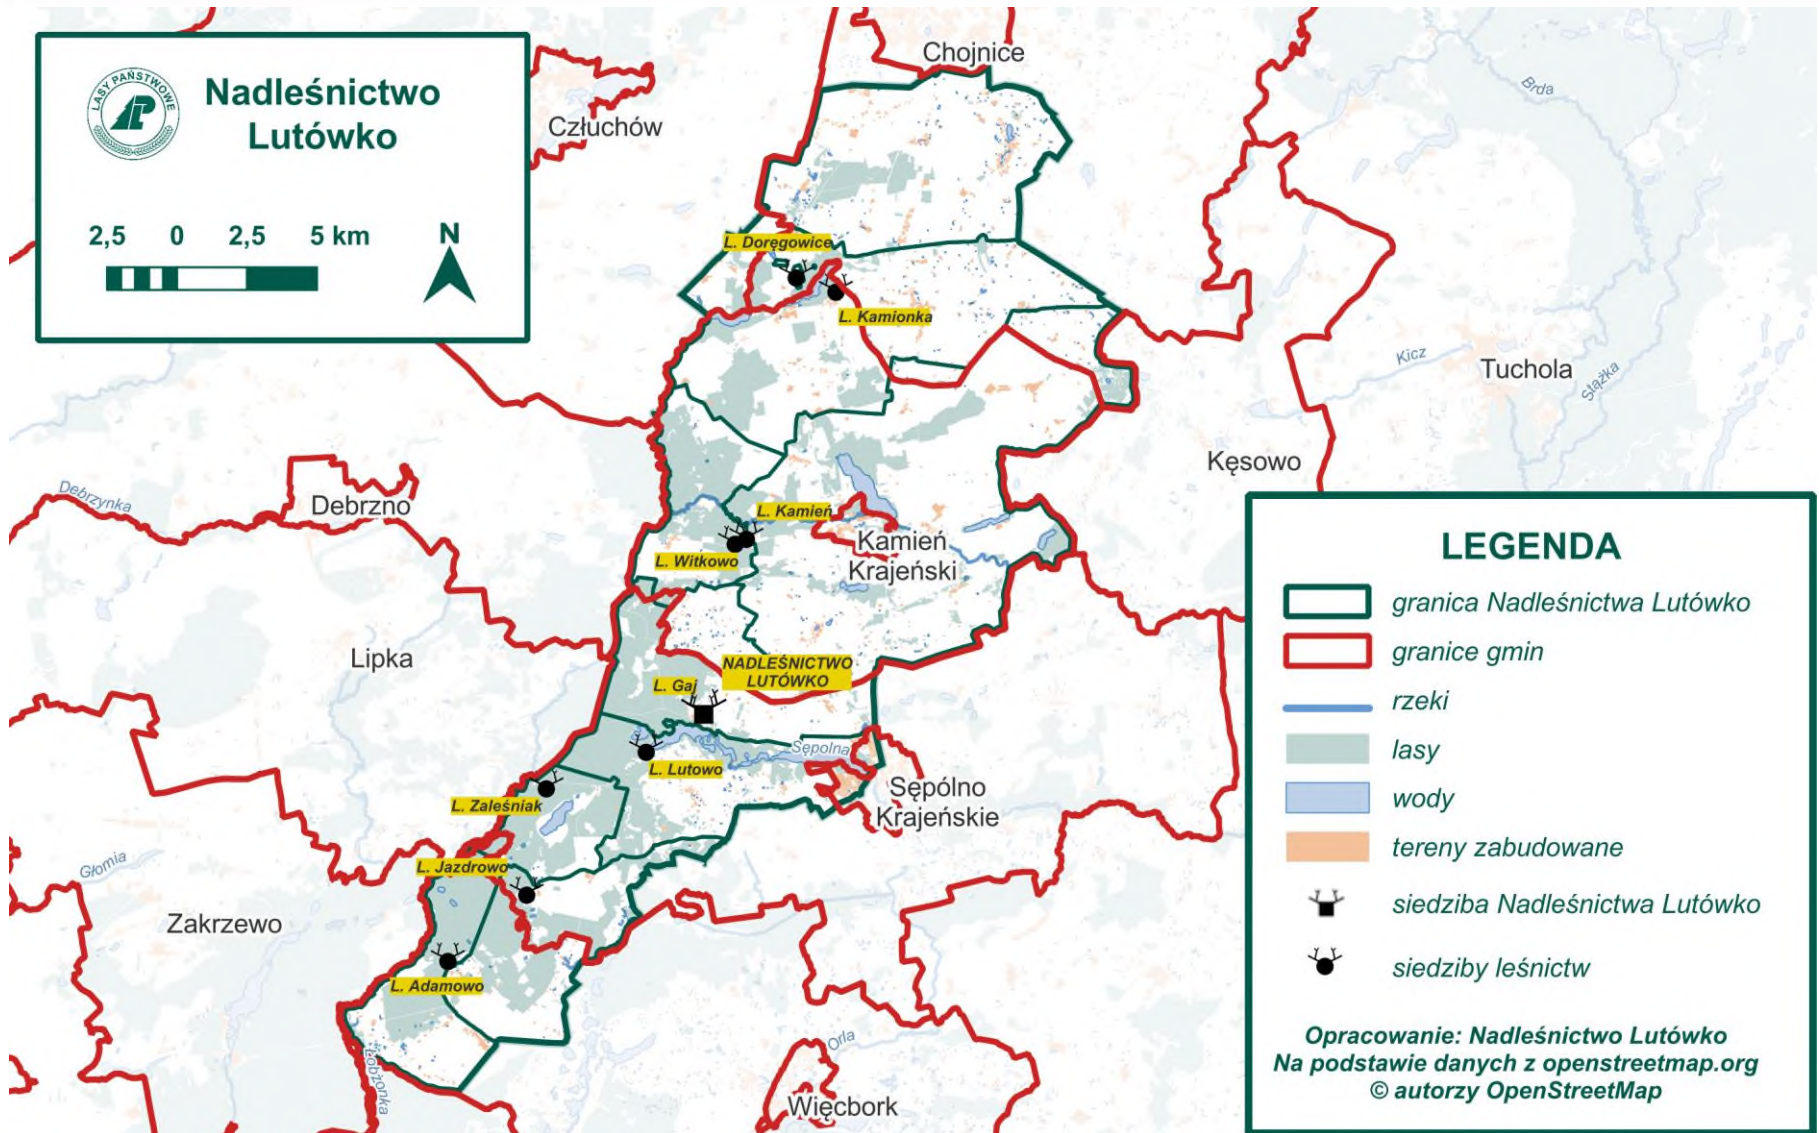 LASY PAŃSTWOWE
Nadleśnictwo
Lutówko
2,5 0 2,5 5 km
N
Chojnice
Człuchów
Brda
L. Doręgowice
L. Kamionka
Kicz
Tuchola
Stążka
Kęsowo
Debrzynka
Debrzno
L. Kamień
Kamień
Krajeński
L. Witkowo
Lipka
NADLEŚNICTWO
LUTÓWKO
L. Gaj
Sępolna
L. Lutowo
Sępólno
Krajeńskie
L. Zaleśniak
L. Jazdrowo
Głomia
Zakrzewo
L. Adamowo
Łobżonka
Orla
Więcbork
LEGENDA
granica Nadleśnictwa Lutówko
granice gmin
rzeki
lasy
wody
tereny zabudowane
siedziba Nadleśnictwa Lutówko
siedziby leśnictw
Opracowanie: Nadleśnictwo Lutówko
Na podstawie danych z openstreetmap.org
© autorzy OpenStreetMap